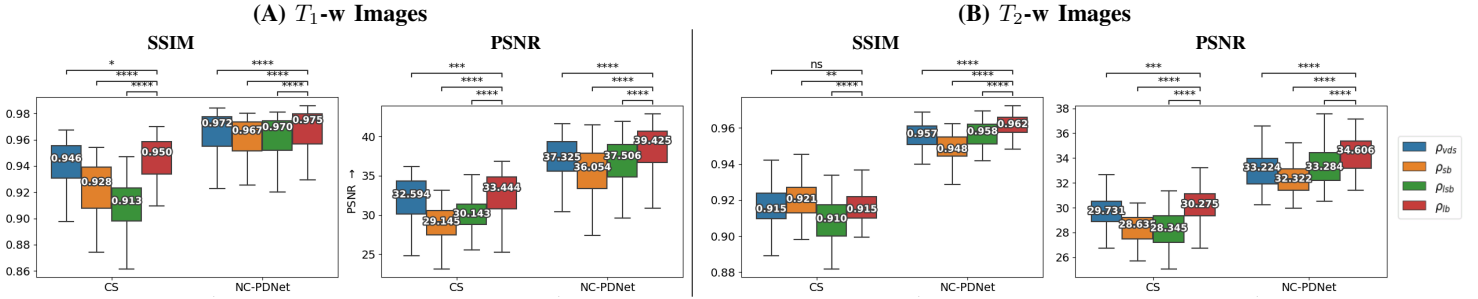 (A) T1-w Images
SSIM
PSNR
* **** *** ****
**** **** **** ****
**** **** **** ****
0.98
0.96
0.94
0.92
0.90
0.88
0.86
0.946
0.928
0.913
0.950
0.972
0.967
0.970
0.975
CS NC-PDNet
PSNR →
40
35
30
25
32.594
29.145
30.143
33.444
37.325
36.054
37.506
39.425
CS NC-PDNet
(B) T2-w Images
SSIM
PSNR
ns **** *** ****
** **** **** ****
**** **** **** ****
0.96
0.94
0.92
0.90
0.88
0.915
0.921
0.910
0.915
0.957
0.948
0.958
0.962
CS NC-PDNet
38
36
34
32
30
28
26
29.731
28.345
30.275
33.224
32.322
33.284
34.606
CS NC-PDNet
ρvds
ρsb
ρlsb
ρlb